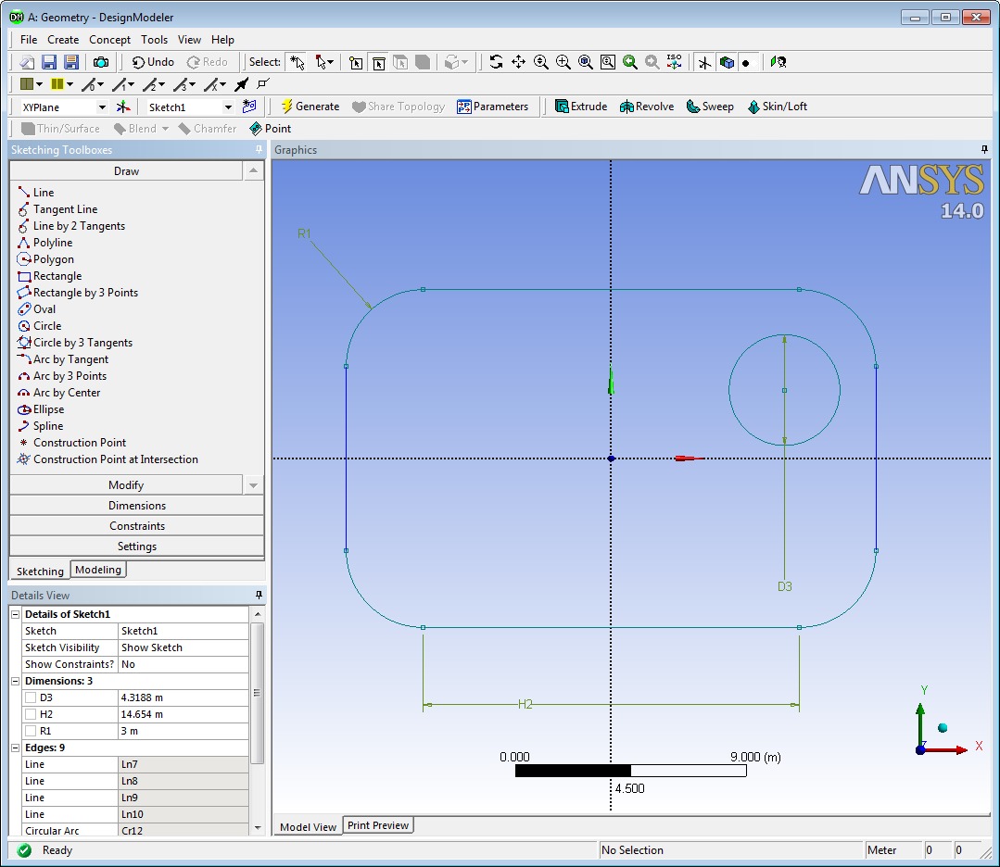 A: Geometry - DesignModeler
File Create Concept Tools View Help
Undo Redo Select: ISO
XYPlane Sketch1 Generate Share Topology Parameters Extrude Revolve Sweep Skin/Loft
Thin/Surface Blend Chamfer Point
Sketching Toolboxes
Draw
Line
Tangent Line
Line by 2 Tangents
Polyline
Polygon
Rectangle
Rectangle by 3 Points
Oval
Circle
Circle by 3 Tangents
Arc by Tangent
Arc by 3 Points
Arc by Center
Ellipse
Spline
Construction Point
Construction Point at Intersection
Modify
Dimensions
Constraints
Settings
Sketching Modeling
Details View
Details of Sketch1
Sketch Sketch1
Sketch Visibility Show Sketch
Show Constraints? No
Dimensions: 3
D3 4.3188 m
H2 14.654 m
R1 3 m
Edges: 9
Line Ln7
Line Ln8
Line Ln9
Line Ln10
Circular Arc Cr12
Graphics
ANSYS
14.0
R1
D3
H2
0.000 9.000 (m)
4.500
Y
Z X
Model View Print Preview
Ready No Selection Meter 0 0